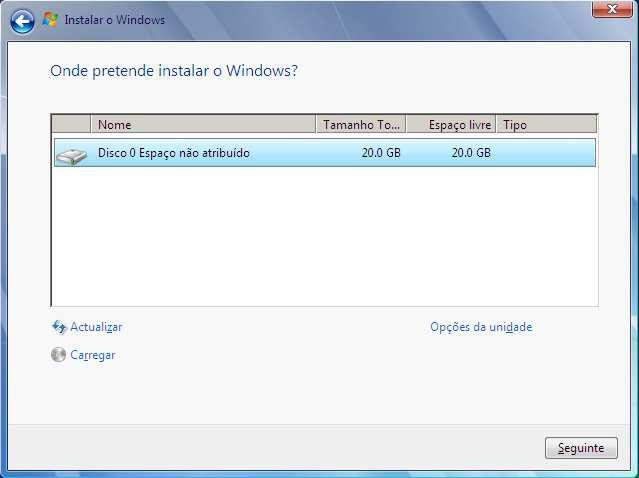 Instalar o Windows
Onde pretende instalar o Windows?
Nome Tamanho To... Espaço livre Tipo
Disco 0 Espaço não atribuído 20.0 GB 20.0 GB
Actualizar Opções da unidade
Carregar
Seguinte